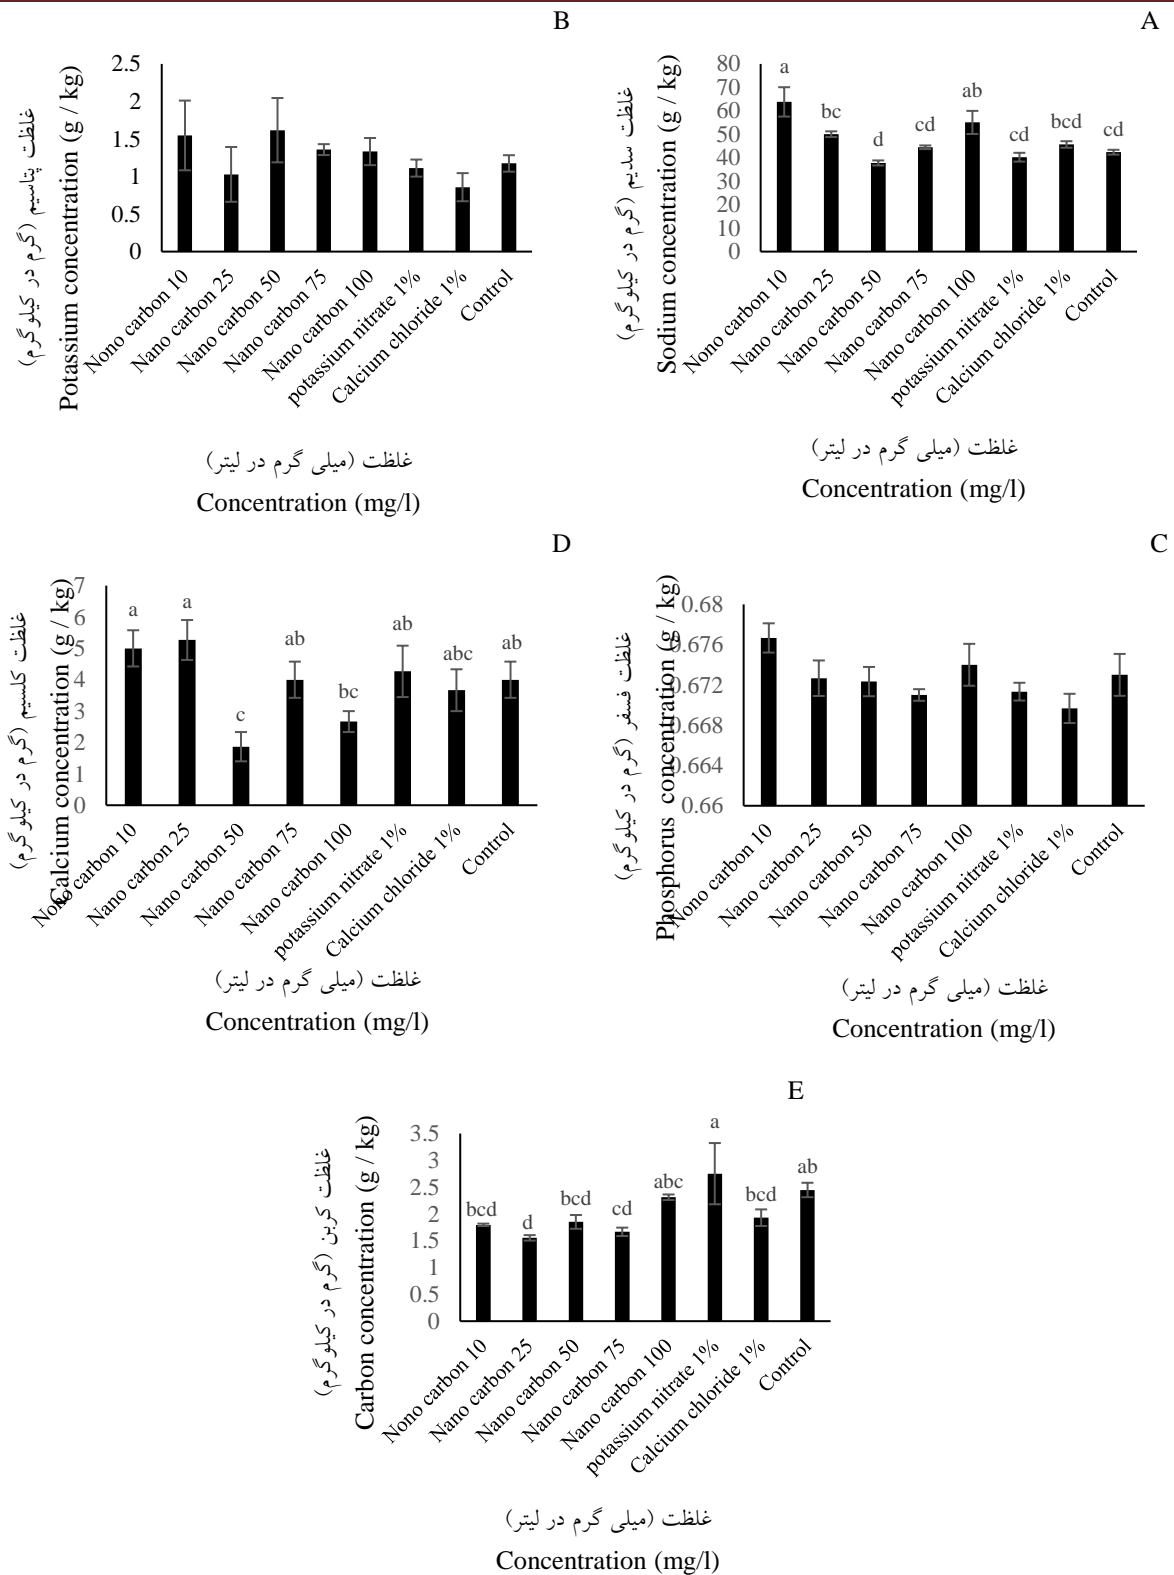 B
غلظت پتاسیم (گرم در کیلوگرم)
Potassium concentration (g / kg)
2.5
2
1.5
1
0.5
0
Nono carbon 10
Nano carbon 25
Nano carbon 50
Nano carbon 75
Nano carbon 100
potassium nitrate 1%
Calcium chloride 1%
Control
غلظت (میلی گرم در لیتر)
Concentration (mg/l)
A
غلظت سدیم (گرم در کیلوگرم)
Sodium concentration (g / kg)
80
70
60
50
40
30
20
10
0
a
bc
d
cd
ab
cd
bcd
cd
Nono carbon 10
Nano carbon 25
Nano carbon 50
Nano carbon 75
Nano carbon 100
potassium nitrate 1%
Calcium chloride 1%
Control
غلظت (میلی گرم در لیتر)
Concentration (mg/l)
D
غلظت کلسیم (گرم در کیلوگرم)
Calcium concentration (g / kg)
7
6
5
4
3
2
1
0
a
a
c
ab
bc
ab
abc
ab
Nono carbon 10
Nano carbon 25
Nano carbon 50
Nano carbon 75
Nano carbon 100
potassium nitrate 1%
Calcium chloride 1%
Control
غلظت (میلی گرم در لیتر)
Concentration (mg/l)
C
غلظت فسفر (گرم در کیلوگرم)
Phosphorus concentration (g / kg)
0.68
0.676
0.672
0.668
0.664
0.66
Nono carbon 10
Nano carbon 25
Nano carbon 50
Nano carbon 75
Nano carbon 100
potassium nitrate 1%
Calcium chloride 1%
Control
غلظت (میلی گرم در لیتر)
Concentration (mg/l)
E
غلظت کربن (گرم در کیلوگرم)
Carbon concentration (g / kg)
3.5
3
2.5
2
1.5
1
0.5
0
bcd
d
bcd
cd
abc
a
bcd
ab
Nono carbon 10
Nano carbon 25
Nano carbon 50
Nano carbon 75
Nano carbon 100
potassium nitrate 1%
Calcium chloride 1%
Control
غلظت (میلی گرم در لیتر)
Concentration (mg/l)